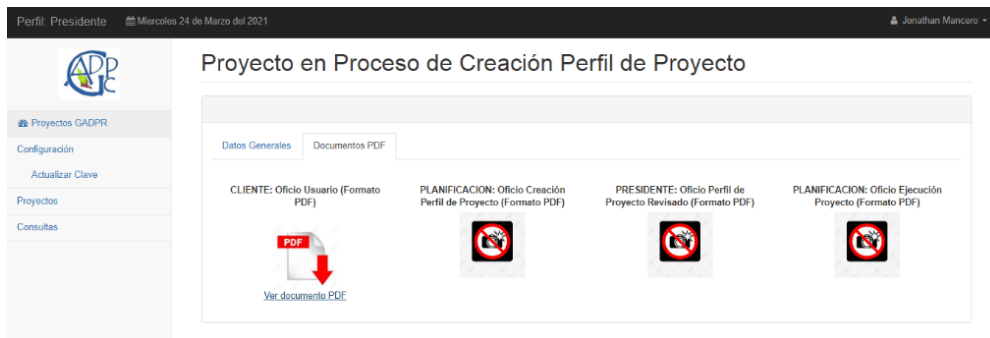 Perfil: Presidente Miercoles 24 de Marzo del 2021 Jonathan Mancero
GADPPC
Proyecto en Proceso de Creación Perfil de Proyecto
Proyectos GADPR
Configuración
Actualizar Clave
Proyectos
Consultas
Datos Generales Documentos PDF
CLIENTE: Oficio Usuario (Formato
PDF)
PDF
Ver documento PDF
PLANIFICACION: Oficio Creación
Perfil de Proyecto (Formato PDF)
PRESIDENTE: Oficio Perfil de
Proyecto Revisado (Formato PDF)
PLANIFICACION: Oficio Ejecución
Proyecto (Formato PDF)